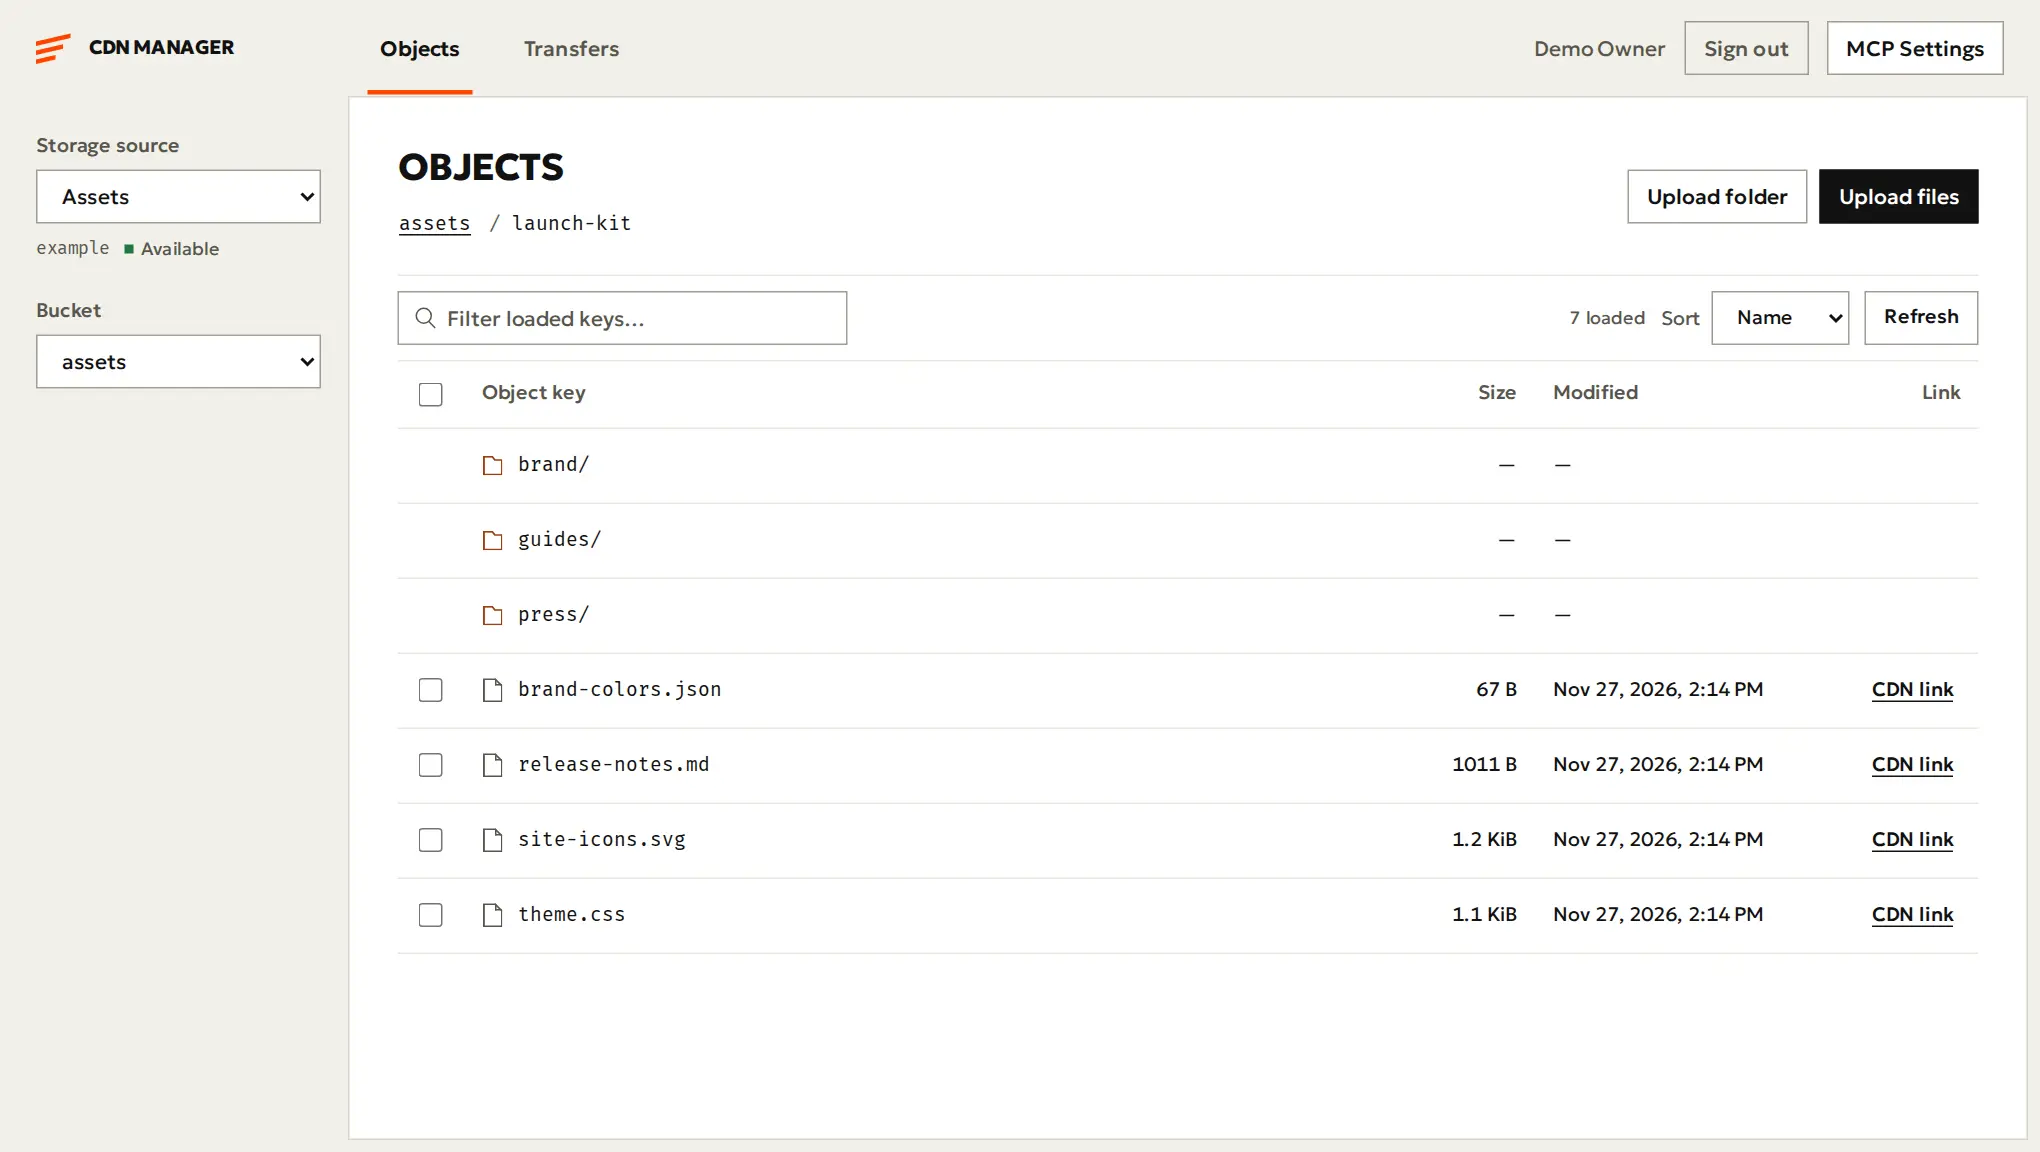 CDN MANAGER
Objects
Transfers
Demo Owner
Sign out
MCP Settings
Storage source
Assets
example Available
Bucket
assets
OBJECTS
assets / launch-kit
Upload folder
Upload files
Filter loaded keys...
7 loaded
Sort
Name
Refresh
Object key Size Modified Link
brand/ — —
guides/ — —
press/ — —
brand-colors.json 67 B Nov 27, 2026, 2:14 PM CDN link
release-notes.md 1011 B Nov 27, 2026, 2:14 PM CDN link
site-icons.svg 1.2 KiB Nov 27, 2026, 2:14 PM CDN link
theme.css 1.1 KiB Nov 27, 2026, 2:14 PM CDN link